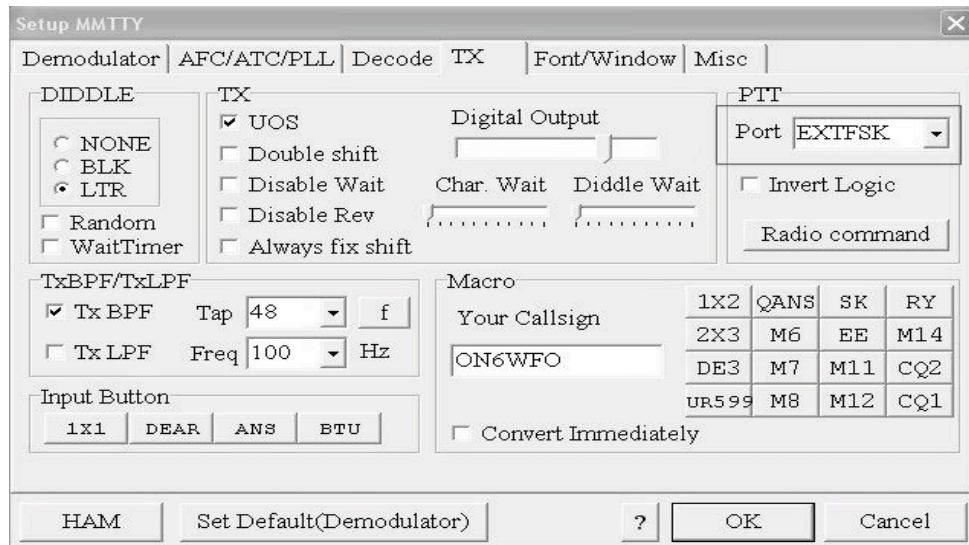 Setup MMTTY
Demodulator AFC/ATC/PLL Decode TX Font/Window Misc
DIDDLE
NONE
BLK
LTR
Random
WaitTimer
TX
UOS
Double shift
Disable Wait
Disable Rev
Always fix shift
Digital Output
Char. Wait Diddle Wait
PTT
Port EXTFSK
Invert Logic
Radio command
TxBPF/TxLPF
Tx BPF Tap 48 f
Tx LPF Freq 100 Hz
Input Button
1X1 DEAR ANS BTU
Macro
Your Callsign
ON6WFO
Convert Immediately
1X2 QANS SK RY
2X3 M6 EE M14
DE3 M7 M11 CQ2
UR599 M8 M12 CQ1
HAM Set Default(Demodulator) ? OK Cancel